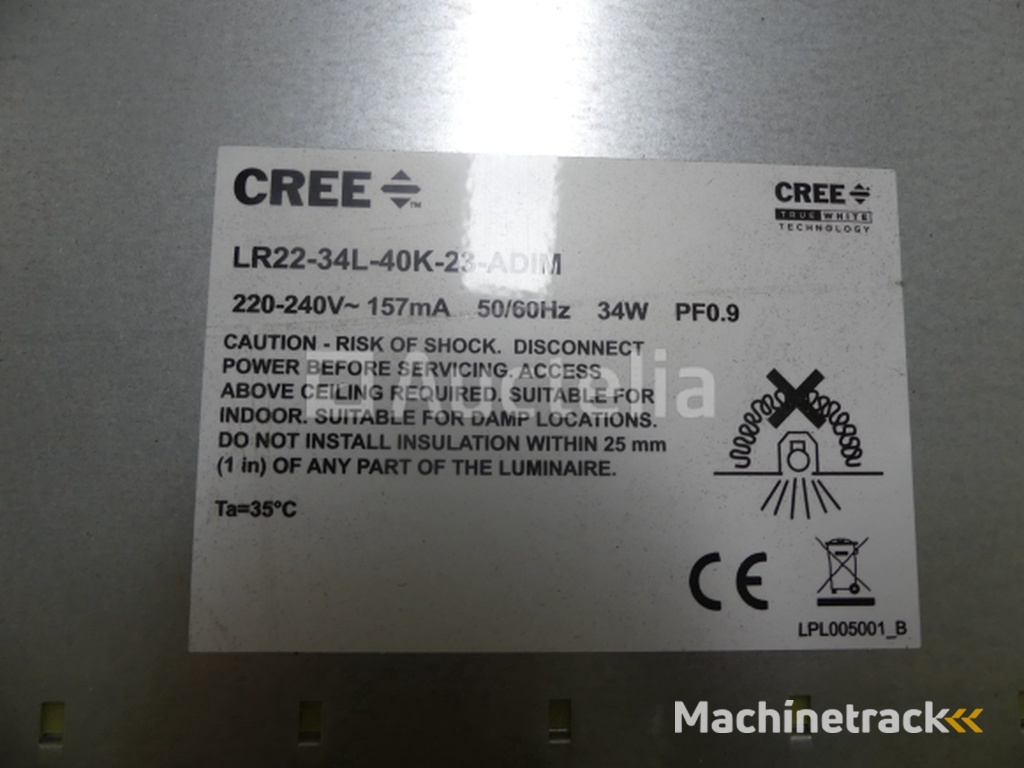 CREE ™
CREE
TRUE WHITE
TECHNOLOGY
LR22-34L-40K-23-ADIM
220-240V~ 157mA 50/60Hz 34W PF0.9
CAUTION - RISK OF SHOCK. DISCONNECT
POWER BEFORE SERVICING. ACCESS
ABOVE CEILING REQUIRED. SUITABLE FOR
INDOOR. SUITABLE FOR DAMP LOCATIONS.
DO NOT INSTALL INSULATION WITHIN 25 mm
(1 in) OF ANY PART OF THE LUMINAIRE.
Auctelia
Ta=35°C
CE
LPL005001_B
Machinetrack